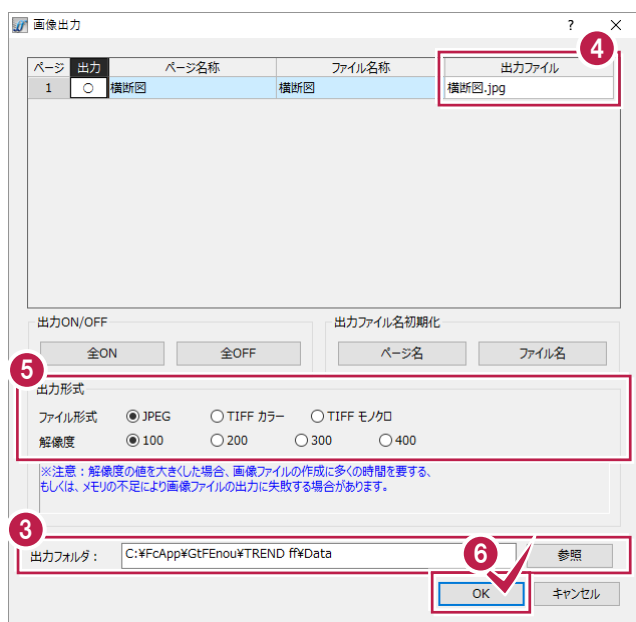 画像出力
? ×
4
ページ 出力 ページ名称 ファイル名称 出力ファイル
1 ○ 横断図 横断図 横断図.jpg
出力ON/OFF 出力ファイル名初期化
全ON 全OFF ページ名 ファイル名
5
出力形式
ファイル形式 JPEG TIFF カラー TIFF モノクロ
解像度 100 200 300 400
※注意：解像度の値を大きくした場合、画像ファイルの作成に多くの時間を要する、
もしくは、メモリの不足により画像ファイルの出力に失敗する場合があります。
3
出力フォルダ： C:¥FcApp¥GtFEnou¥TREND ff¥Data 参照
6
OK キャンセル